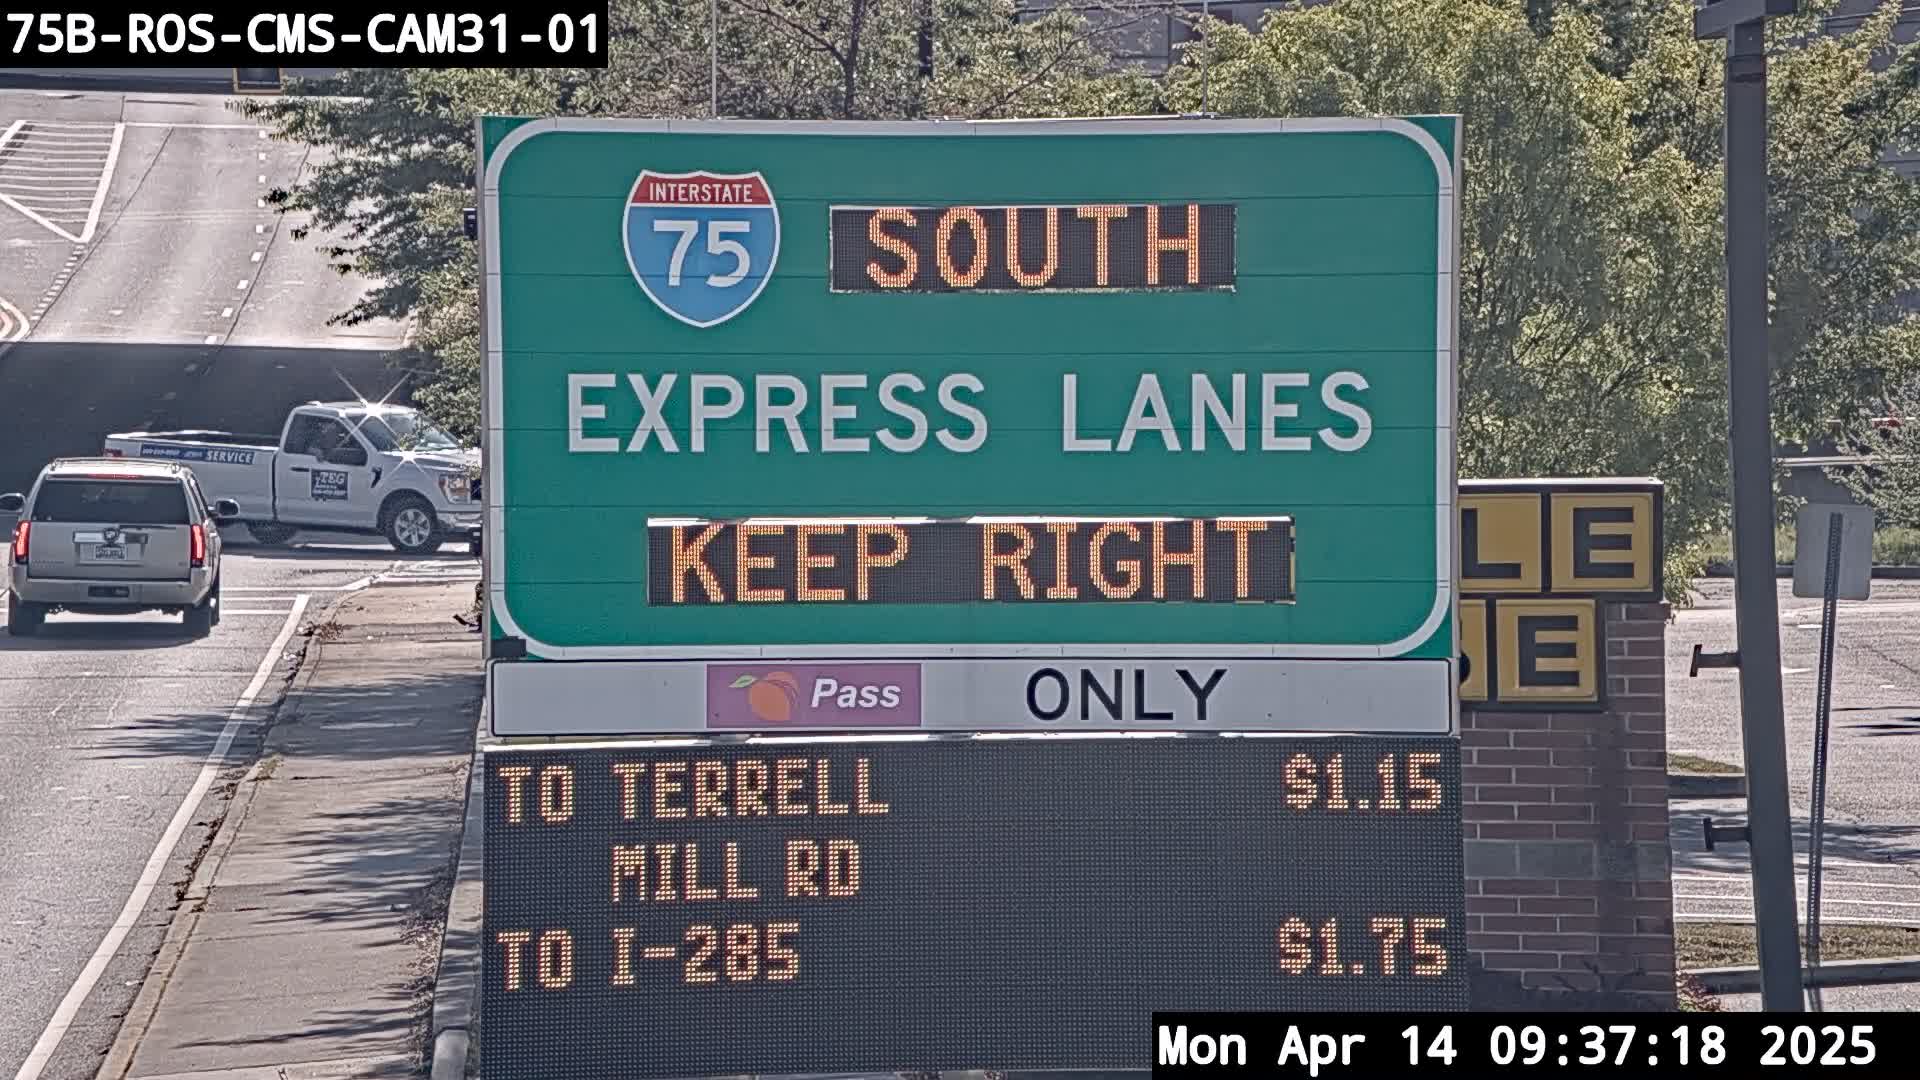 75B-ROS-CMS-CAM31-01
INTERSTATE
75
SOUTH
EXPRESS LANES
KEEP RIGHT
Pass ONLY
TO TERRELL $1.15
MILL RD
TO I-285 $1.75
SERVICE
TEG
LE
E
Mon Apr 14 09:37:18 2025